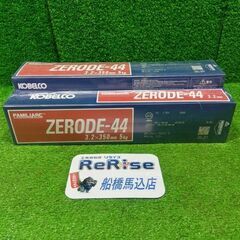 KOBELCO
ZERODE-44
3.2×350mm 5kg
KOBELCO
FAMILIARC
ZERODE-44
3.2×350mm 5kg
ZERODE-44
ReRise
船橋馬込店